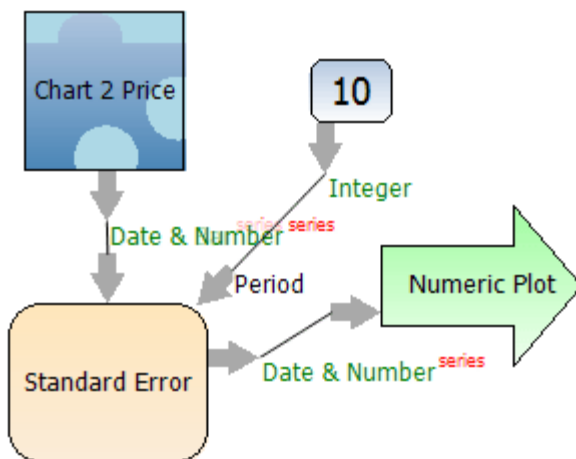 Chart 2 Price
10
Integer
Date & Number series series
Period
Numeric Plot
Standard Error
Date & Number series